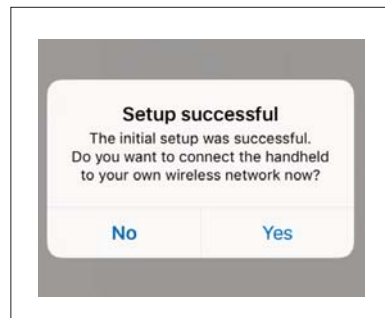 Setup successful
The initial setup was successful.
Do you want to connect the handheld
to your own wireless network now?
No
Yes